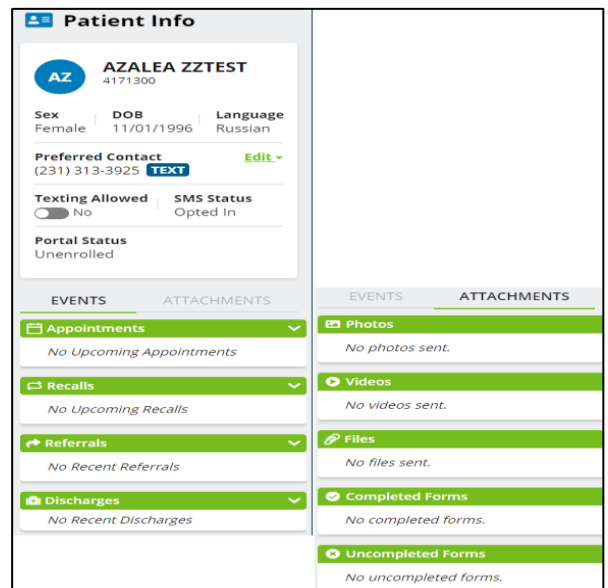 Patient Info
AZ
AZALEA ZZTEST
4171300
Sex DOB Language
Female 11/01/1996 Russian
Preferred Contact Edit
(231) 313-3925 TEXT
Texting Allowed SMS Status
No Opted In
Portal Status
Unenrolled
EVENTS ATTACHMENTS
Appointments
No Upcoming Appointments
Recalls
No Upcoming Recalls
Referrals
No Recent Referrals
Discharges
No Recent Discharges
EVENTS ATTACHMENTS
Photos
No photos sent.
Videos
No videos sent.
Files
No files sent.
Completed Forms
No completed forms.
Uncompleted Forms
No uncompleted forms.